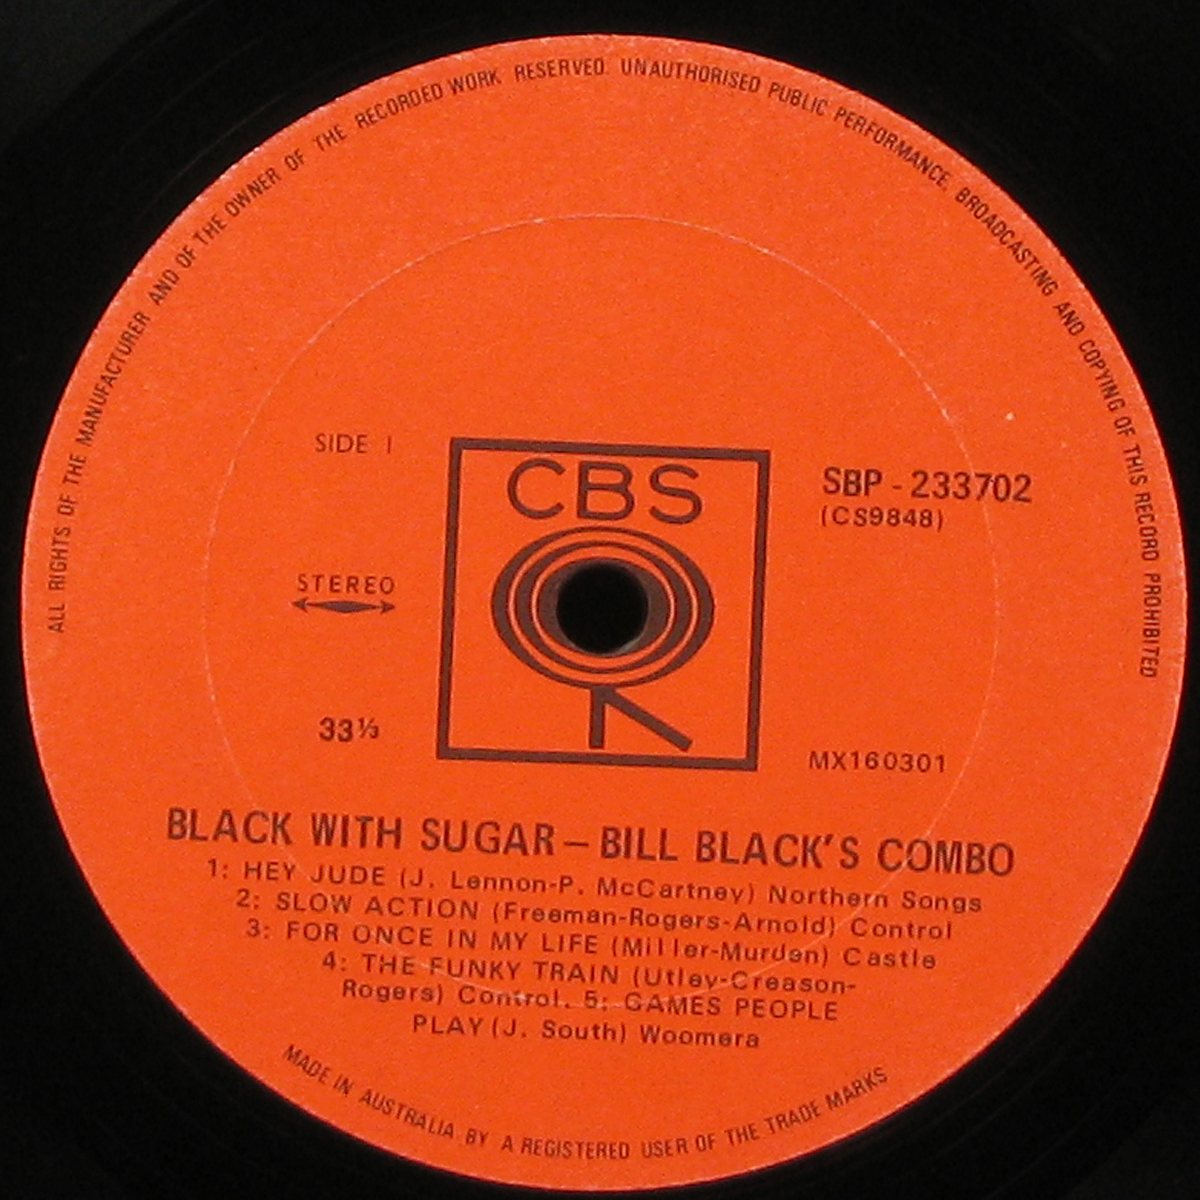 ALL RIGHTS OF THE MANUFACTURER AND OF THE OWNER OF THE RECORDED WORK RESERVED. UNAUTHORISED PUBLIC PERFORMANCE, BROADCASTING AND COPYING OF THIS RECORD PROHIBITED
SIDE 1
CBS
SBP - 233702
(CS9848)
STEREO
33⅓
MX160301
BLACK WITH SUGAR – BILL BLACK'S COMBO
1: HEY JUDE (J. Lennon-P. McCartney) Northern Songs
2: SLOW ACTION (Freeman-Rogers-Arnold) Control
3: FOR ONCE IN MY LIFE (Miller-Murden) Castle
4: THE FUNKY TRAIN (Utley-Creason-
Rogers) Control. 5: GAMES PEOPLE
PLAY (J. South) Woomera
MADE IN AUSTRALIA BY A REGISTERED USER OF THE TRADE MARKS